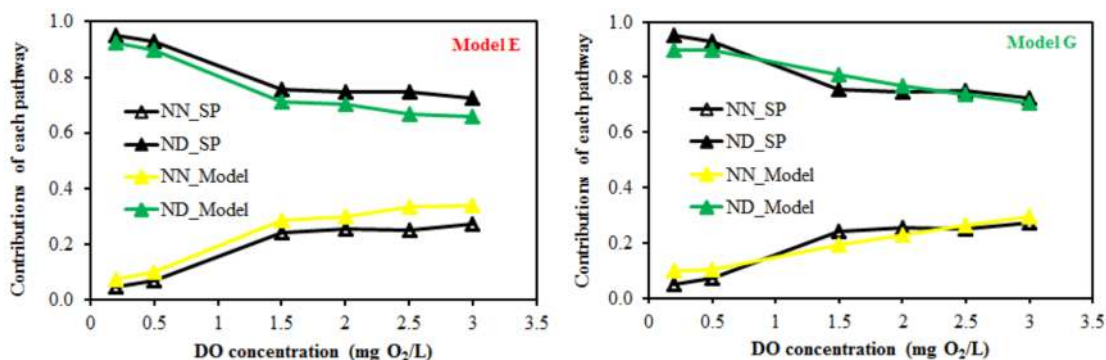 Contributions of each pathway
1.0
0.8
0.6
0.4
0.2
0.0
Model E
NN_SP
ND_SP
NN_Model
ND_Model
0 0.5 1 1.5 2 2.5 3 3.5
DO concentration (mg O2/L)
Contributions of each pathway
1.0
0.8
0.6
0.4
0.2
0.0
Model G
NN_SP
ND_SP
NN_Model
ND_Model
0 0.5 1 1.5 2 2.5 3 3.5
DO concentration (mg O2/L)